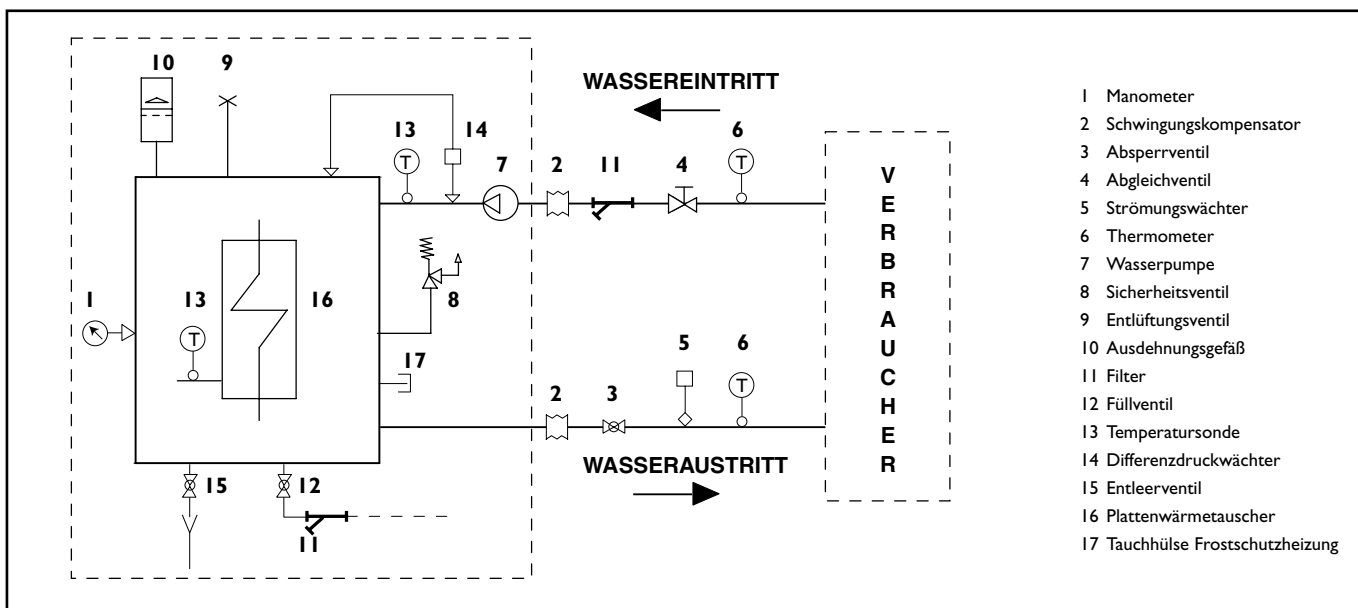 10
9
WASSEREINTRITT
13
14
7
2
11
4
6
T
T
1
13
T
16
8
17
5
6
T
2
3
WASSERAUSTRITT
15
12
11
VERBRAUCHER
1 Manometer
2 Schwingungskompensator
3 Absperrventil
4 Abgleichventil
5 Strömungswächter
6 Thermometer
7 Wasserpumpe
8 Sicherheitsventil
9 Entlüftungsventil
10 Ausdehnungsgefäß
11 Filter
12 Füllventil
13 Temperatursonde
14 Differenzdruckwächter
15 Entleerventil
16 Plattenwärmetauscher
17 Tauchhülse Frostschutzheizung